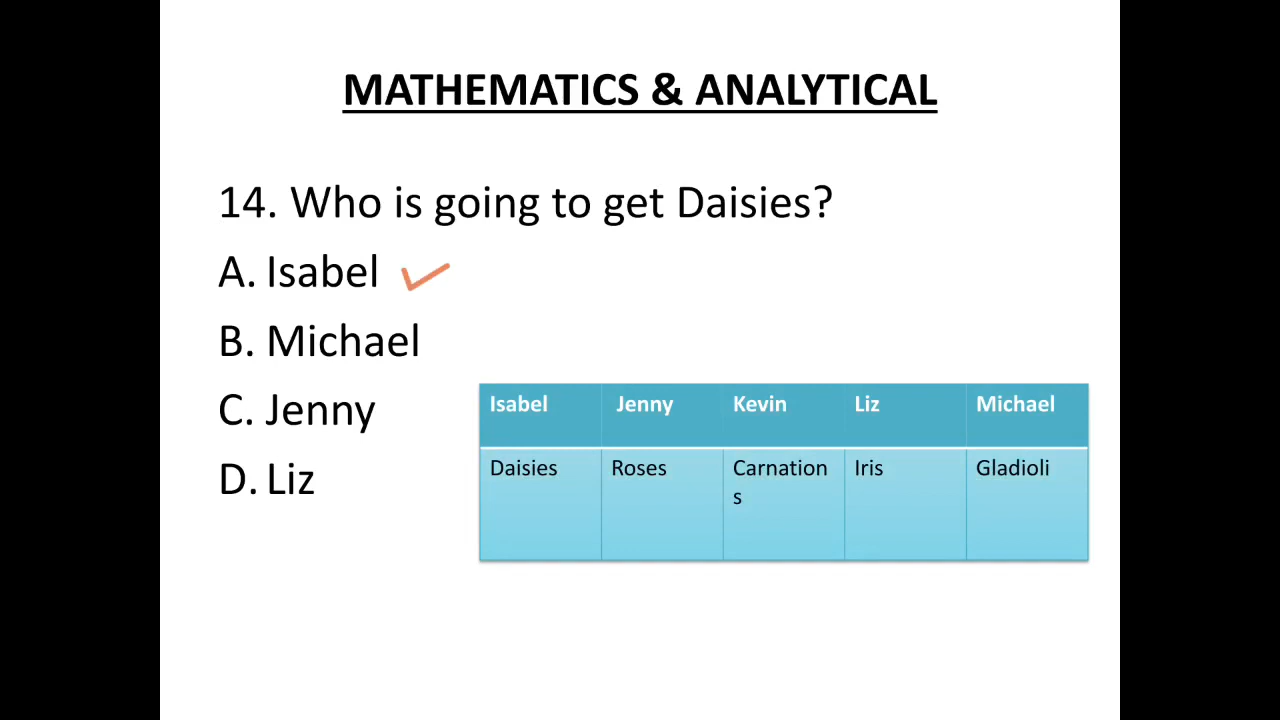 MATHEMATICS & ANALYTICAL
14. Who is going to get Daisies?
A. Isabel
B. Michael
C. Jenny
D. Liz
Isabel Jenny Kevin Liz Michael
Daisies Roses Carnation Iris Gladioli
s